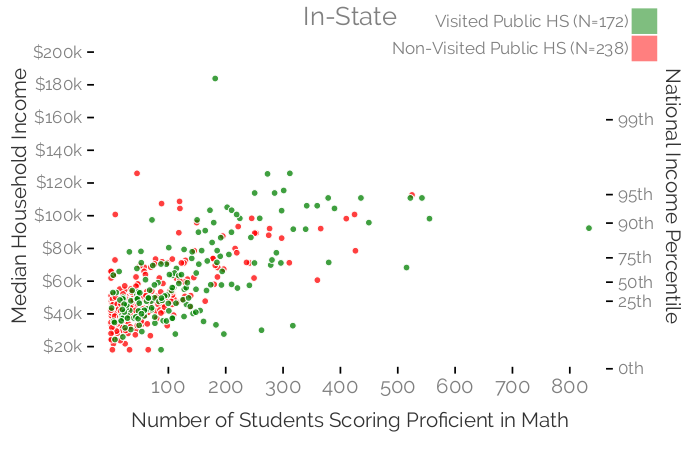 In-State
Visited Public HS (N=172)
Non-Visited Public HS (N=238)
Median Household Income
$200k
$180k
$160k
$140k
$120k
$100k
$80k
$60k
$40k
$20k
National Income Percentile
99th
95th
90th
75th
50th
25th
0th
100 200 300 400 500 600 700 800
Number of Students Scoring Proficient in Math